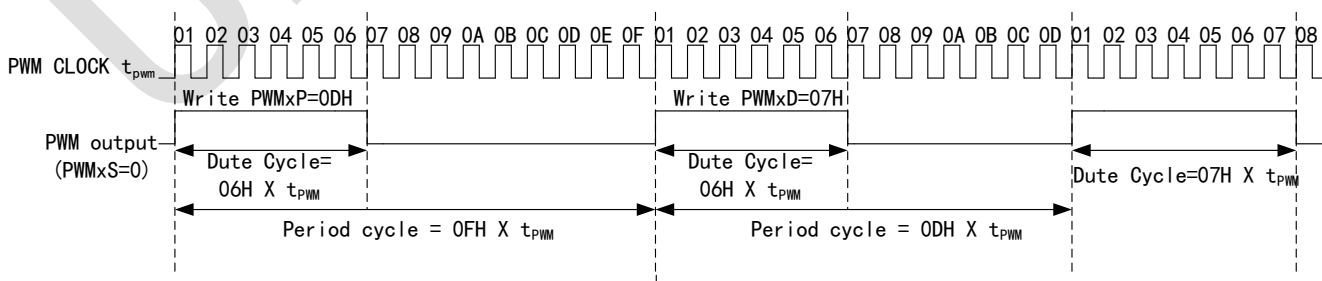 01 02 03 04 05 06 07 08 09 0A 0B 0C 0D 0E 0F 01 02 03 04 05 06 07 08 09 0A 0B 0C 0D 01 02 03 04 05 06 07 08
PWM CLOCK tpwm
Write PWMxP=0DH Write PWMxD=07H
PWM output
(PWMxS=0)
Dute Cycle=
06H X tPWM
Dute Cycle=
06H X tPWM
Dute Cycle=07H X tPWM
Period cycle = 0FH X tPWM Period cycle = 0DH X tPWM